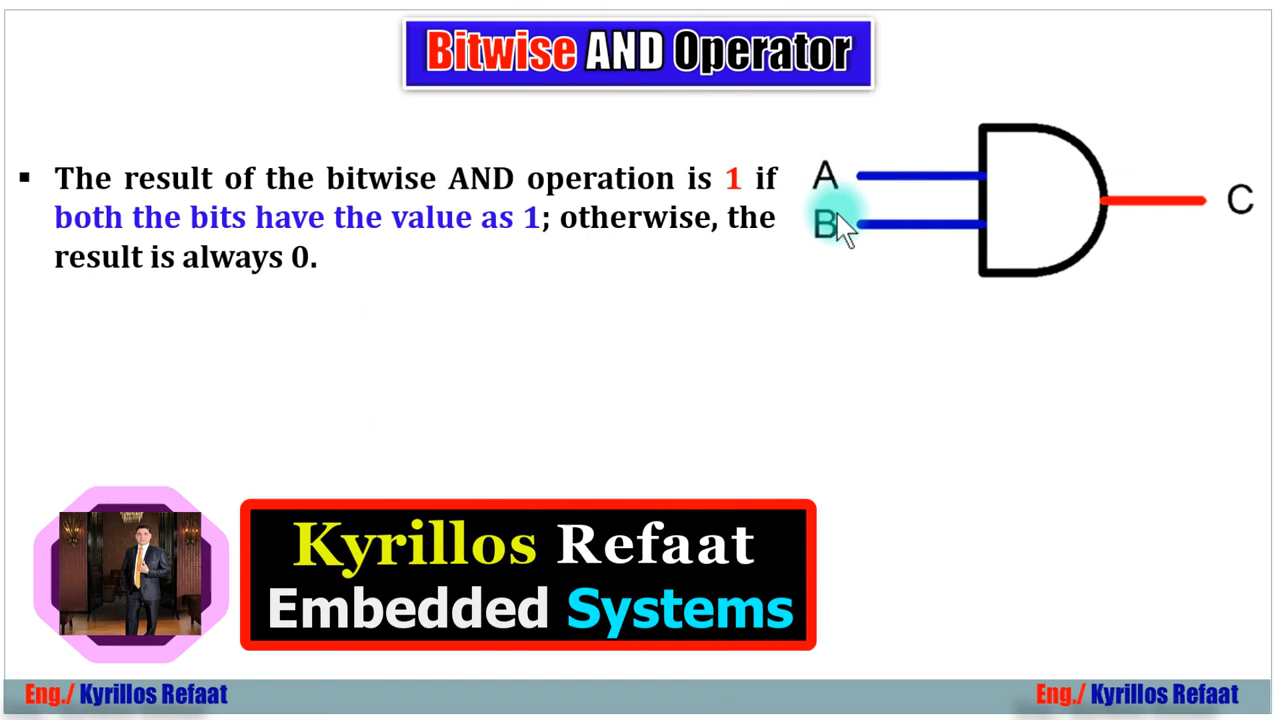 Bitwise AND Operator
▪ The result of the bitwise AND operation is 1 if
both the bits have the value as 1; otherwise, the
result is always 0.
A
B
C
Kyrillos Refaat
Embedded Systems
Eng./ Kyrillos Refaat
Eng./ Kyrillos Refaat